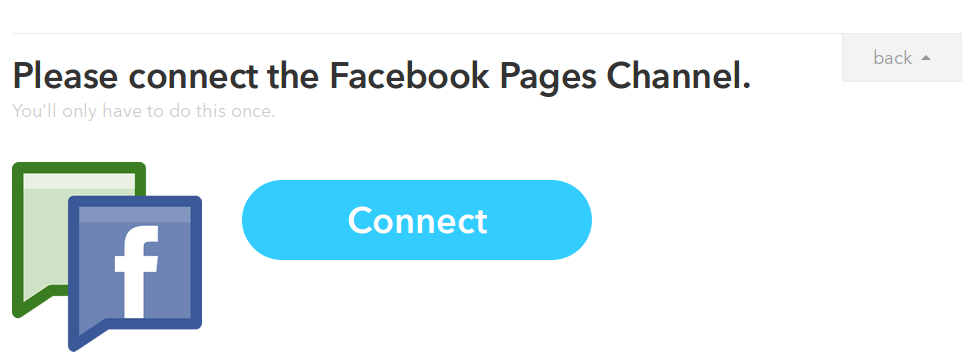 back
Please connect the Facebook Pages Channel.
You'll only have to do this once.
f
Connect